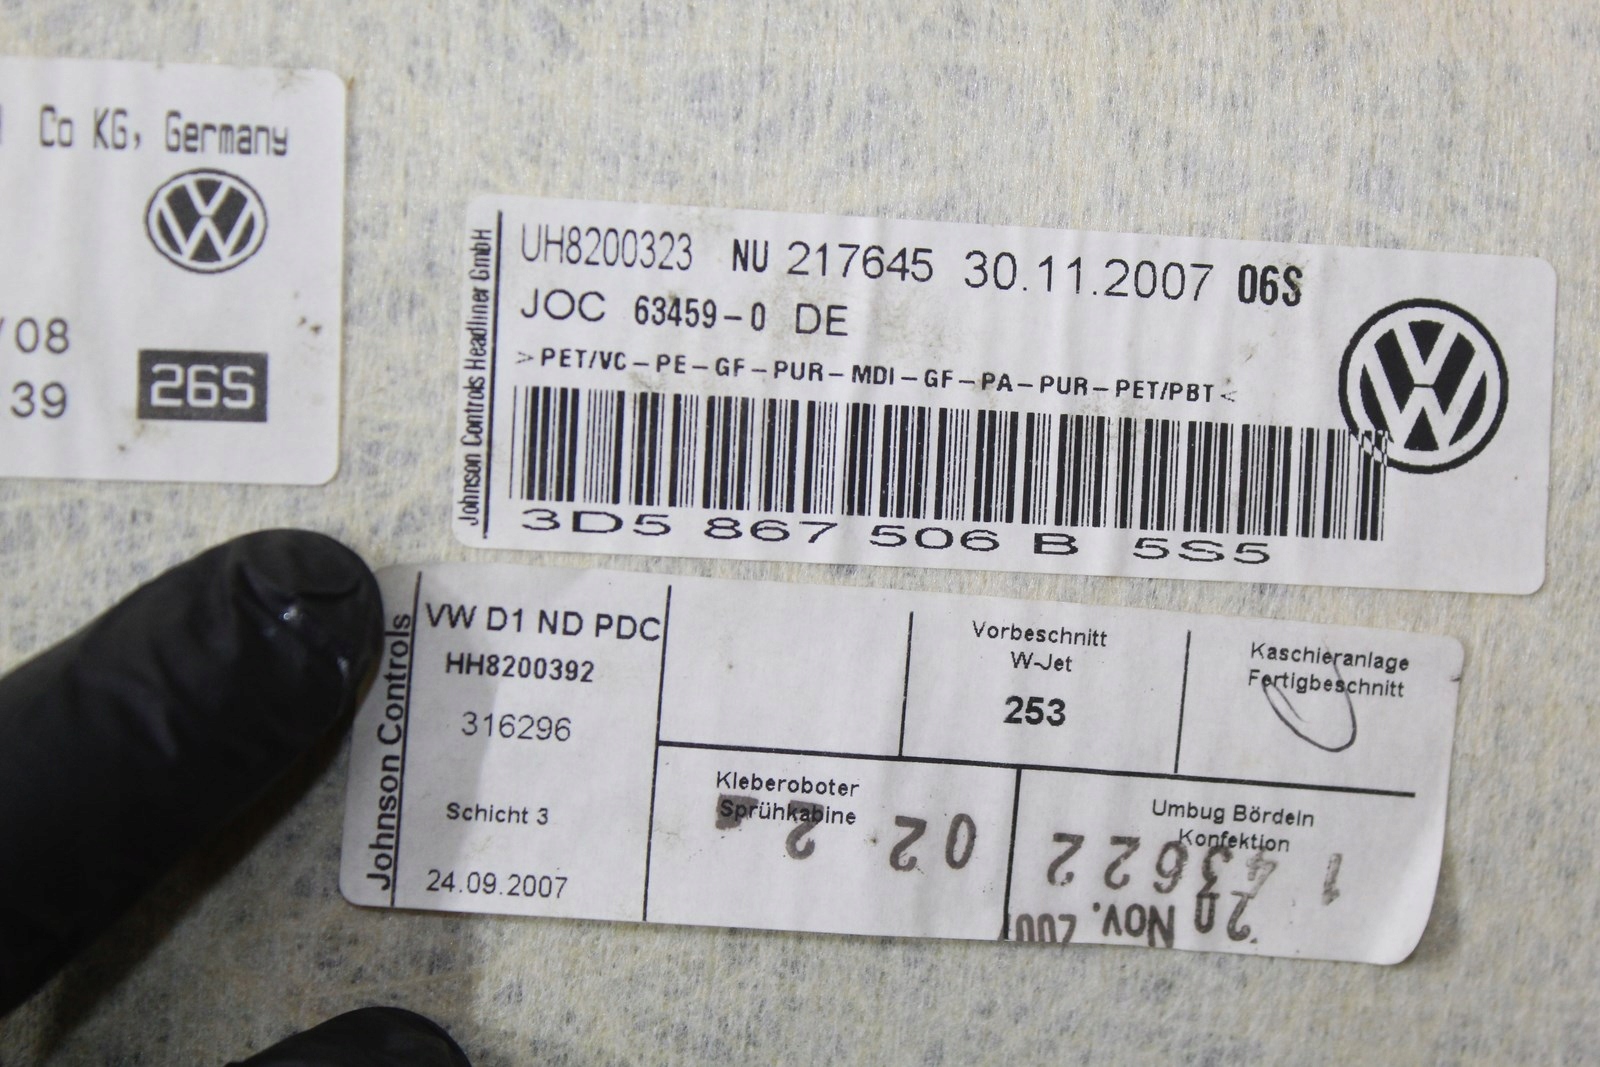 Co KG, Germany
/08
39
26S
Johnson Controls Headliner GmbH
UH8200323 NU 217645 30.11.2007 06S
JOC 63459-0 DE
>PET/VC-PE-GF-PUR-MDI-GF-PA-PUR-PET/PBT<
3D5 867 506 B 5S5
Johnson Controls
VW D1 ND PDC
HH8200392
316296
Schicht 3
24.09.2007
Vorbeschnitt
W-Jet
253
Kaschieranlage
Fertigbeschnitt
Kleberoboter
Sprühkabine
02 2
Umbug Bördeln
Konfektion
1 43622
20 NOV. 200